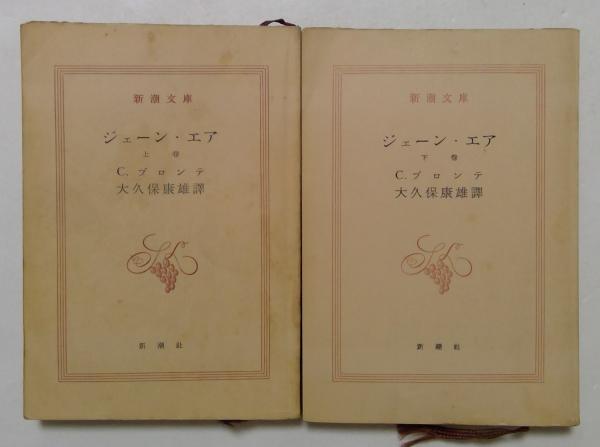 新潮文庫
ジェーン・エア
上巻
C. ブロンテ
大久保康雄譯
新潮社
新潮文庫
ジェーン・エア
下巻
C. ブロンテ
大久保康雄譯
新潮社